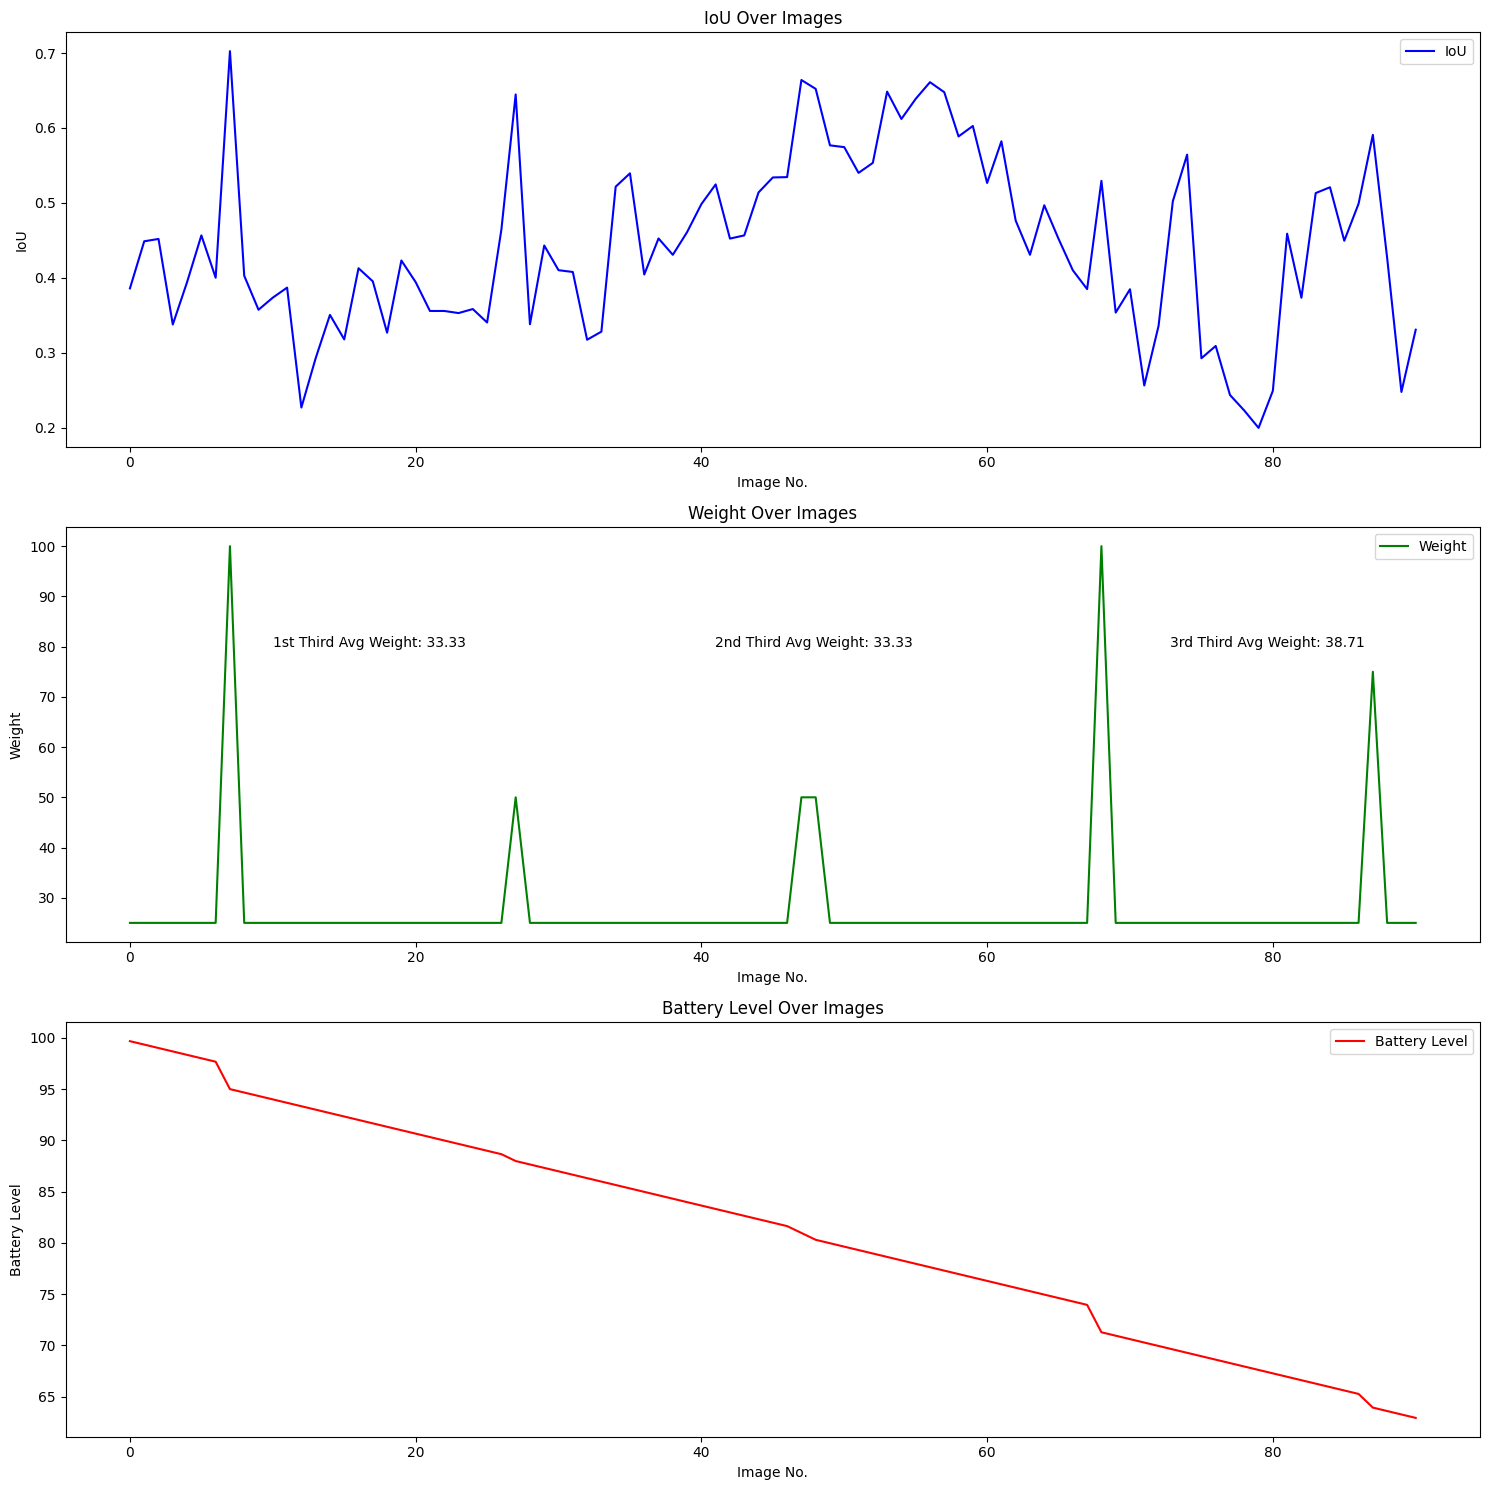 IoU Over Images
IoU
0.7
0.6
0.5
0.4
0.3
0.2
IoU
0 20 40 60 80
Image No.
Weight Over Images
Weight
100
90
80
70
60
50
40
30
1st Third Avg Weight: 33.33 2nd Third Avg Weight: 33.33 3rd Third Avg Weight: 38.71
Weight
0 20 40 60 80
Image No.
Battery Level Over Images
Battery Level
100
95
90
85
80
75
70
65
Battery Level
0 20 40 60 80
Image No.